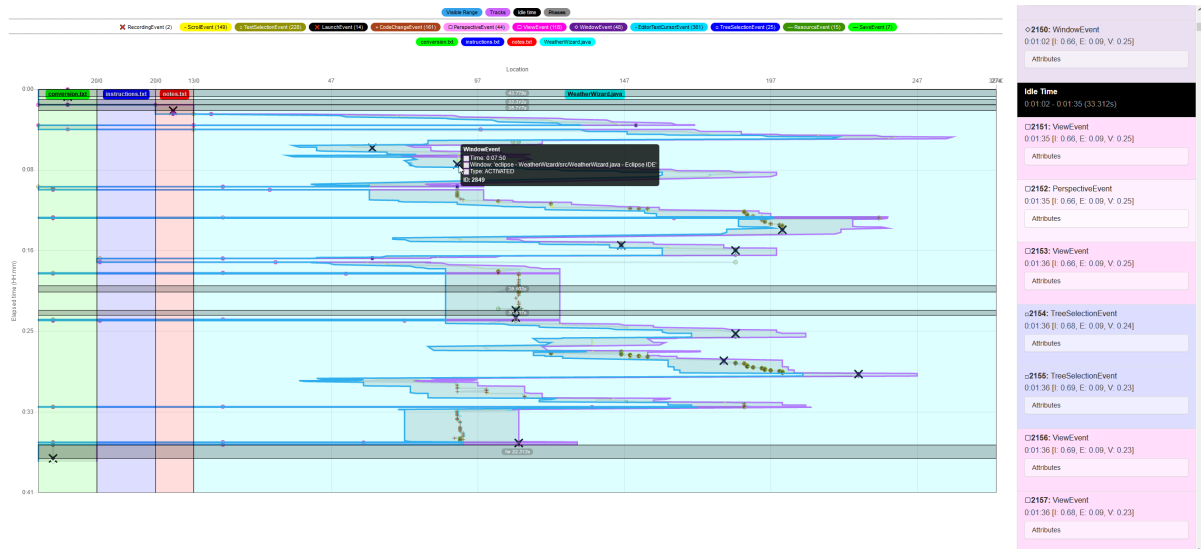 Visible Range Tracks Idle time Phases
RecordingEvent (2) ScrollEvent (149) TextSelectionEvent (228) LaunchEvent (14) CodeChangeEvent (161) PerspectiveEvent (44) ViewEvent (118) WindowEvent (48) EditorTextCursorEvent (361) TreeSelectionEvent (25) ResourceEvent (15) SaveEvent (7)
conversion.txt instructions.txt notes.txt WeatherWizard.java
Location
20/0 20/0 13/0 47 97 147 197 247
0:00
conversion.txt instructions.txt notes.txt WeatherWizard.java
WindowEvent
Time: 0:07:50
Window: 'eclipse - WeatherWizard/src/WeatherWizard.java - Eclipse IDE'
Type: ACTIVATED
ID: 2849
0:08
0:16
Elapsed time (HH:mm)
0:25
0:33
0:41
2150: WindowEvent
0:01:02 [I: 0.66, E: 0.09, V: 0.25]
Attributes
Idle Time
0:01:02 - 0:01:35 (33.312s)
2151: ViewEvent
0:01:35 [I: 0.66, E: 0.09, V: 0.25]
Attributes
2152: PerspectiveEvent
0:01:35 [I: 0.66, E: 0.09, V: 0.25]
Attributes
2153: ViewEvent
0:01:36 [I: 0.66, E: 0.09, V: 0.25]
Attributes
2154: TreeSelectionEvent
0:01:36 [I: 0.68, E: 0.09, V: 0.24]
Attributes
2155: TreeSelectionEvent
0:01:36 [I: 0.69, E: 0.09, V: 0.23]
Attributes
2156: ViewEvent
0:01:36 [I: 0.69, E: 0.09, V: 0.23]
Attributes
2157: ViewEvent
0:01:36 [I: 0.68, E: 0.09, V: 0.23]
Attributes